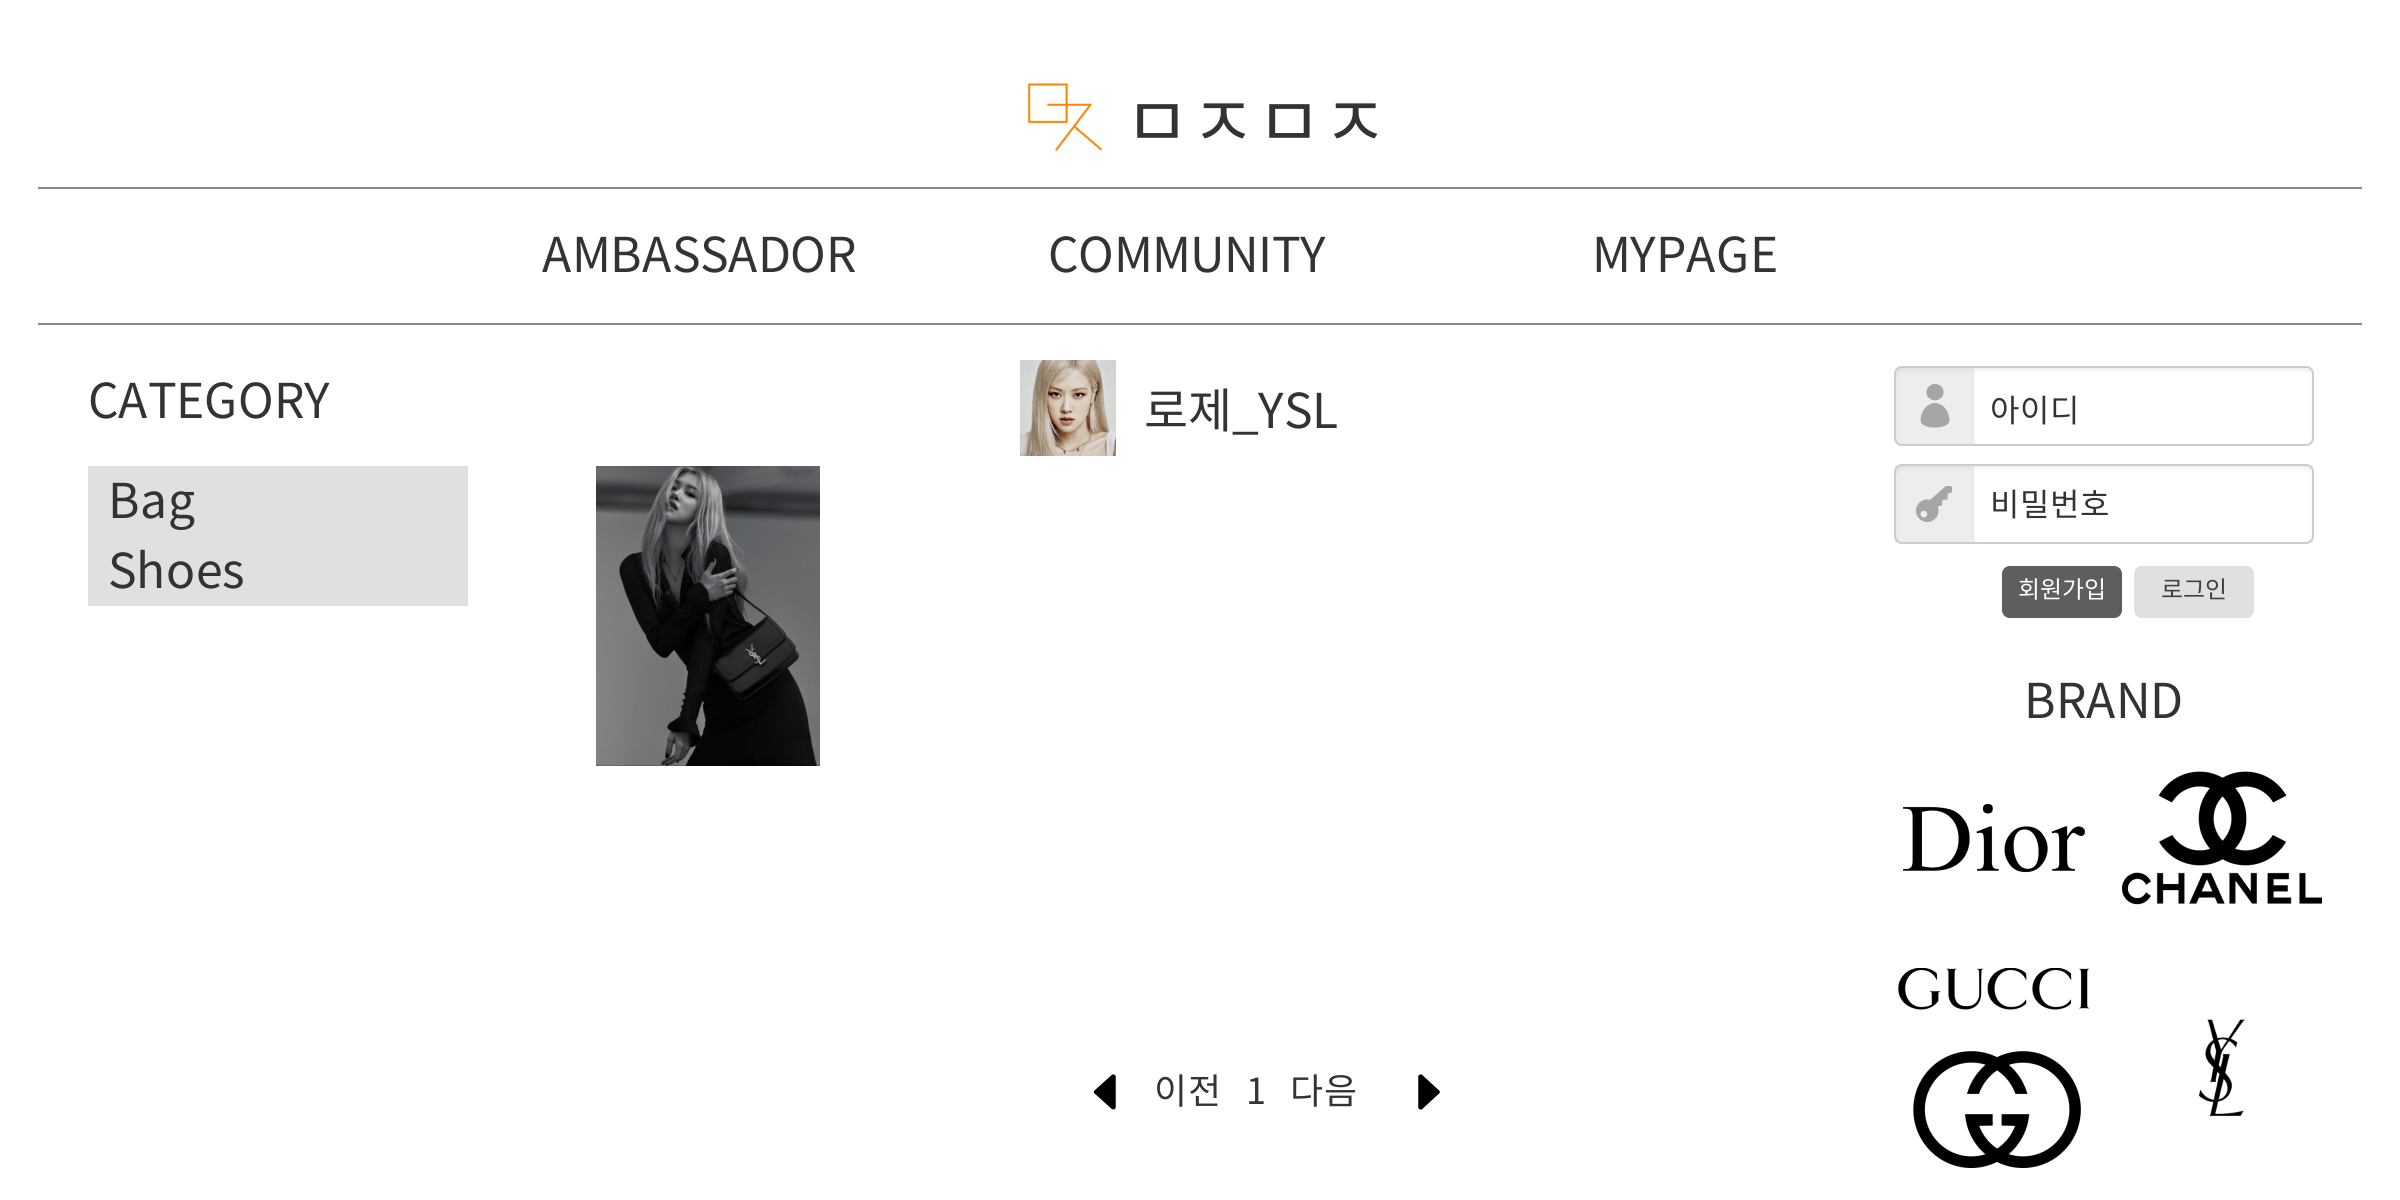 ㅁㅈㅁㅈ
AMBASSADOR COMMUNITY MYPAGE
CATEGORY
Bag
Shoes
로제_YSL
아이디
비밀번호
회원가입 로그인
BRAND
Dior
CHANEL
GUCCI
YSL
이전 1 다음